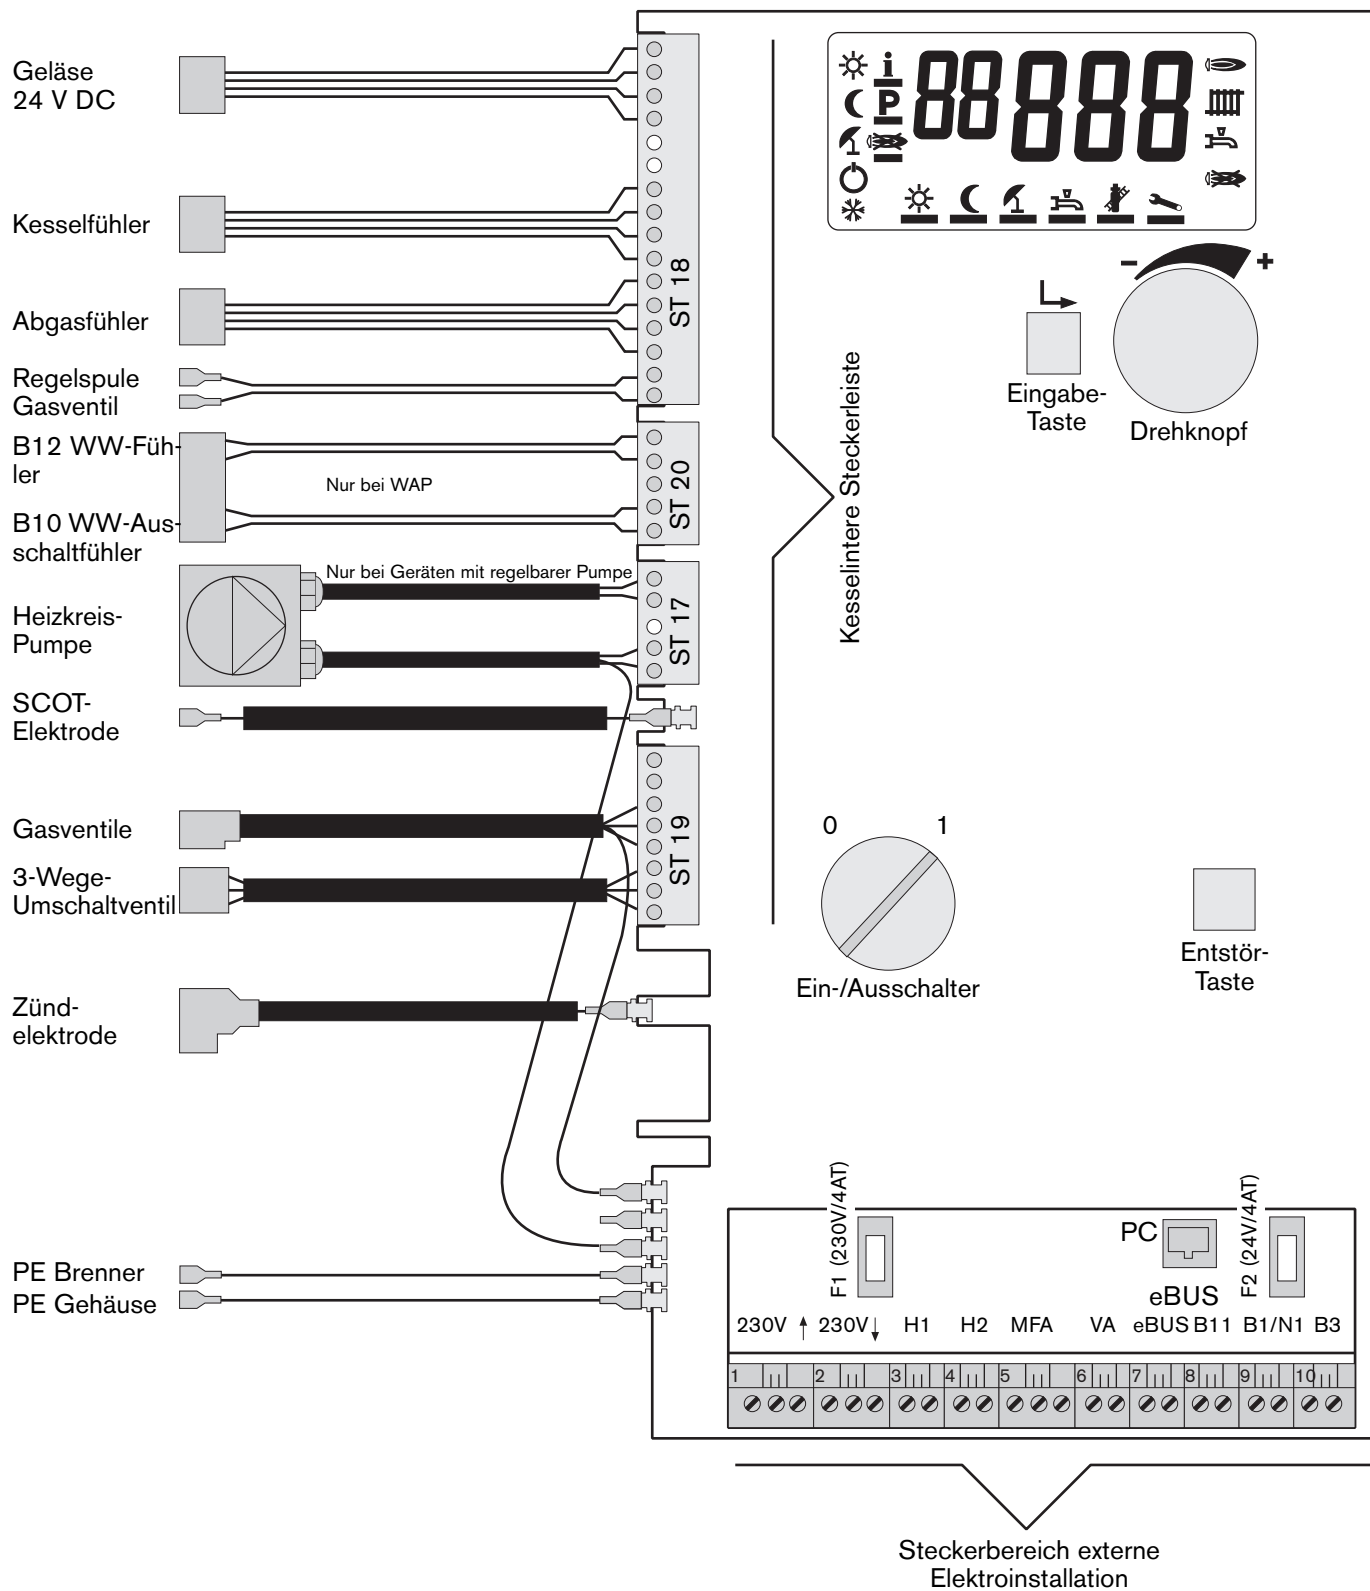 Geläse
24 V DC
Kesselfühler
Abgasfühler
Regelspule
Gasventil
B12 WW-Füh-
ler
Nur bei WAP
B10 WW-Aus-
schaltfühler
Nur bei Geräten mit regelbarer Pumpe
Heizkreis-
Pumpe
SCOT-
Elektrode
Gasventile
3-Wege-
Umschaltventil
Zünd-
elektrode
PE Brenner
PE Gehäuse
ST 18
ST 20
ST 17
ST 19
Kesselintere Steckerleiste
i
P
88 888
– +
Eingabe-
Taste
Drehknopf
0 1
Ein-/Ausschalter
Entstör-
Taste
F1 (230V/4AT)
PC
eBUS
F2 (24V/4AT)
230V 230V H1 H2 MFA VA eBUS B11 B1/N1 B3
1 2 3 4 5 6 7 8 9 10
Steckerbereich externe
Elektroinstallation